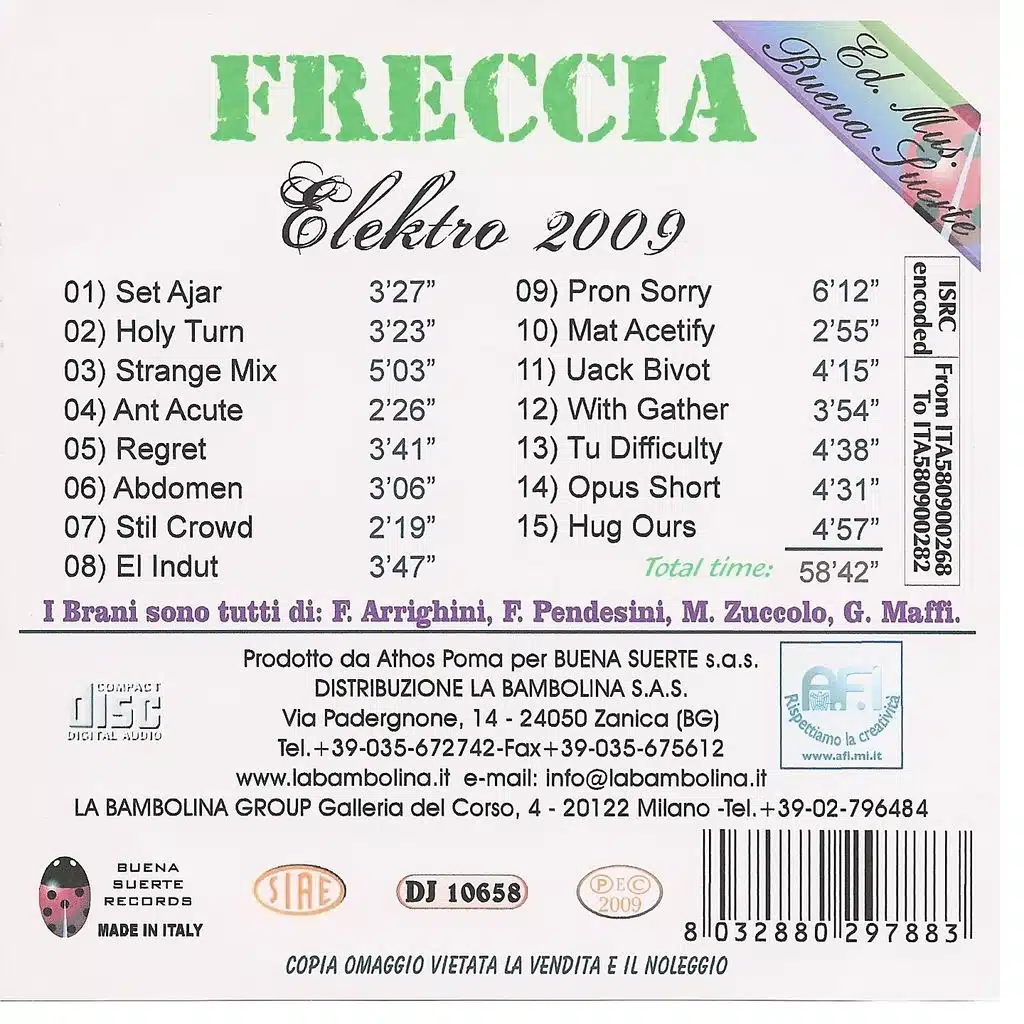 FRECCIA
Elektro 2009
Ed. Mus.
Buena Suerte
01) Set Ajar 3'27”
02) Holy Turn 3'23”
03) Strange Mix 5'03”
04) Ant Acute 2'26”
05) Regret 3'41”
06) Abdomen 3'06”
07) Stil Crowd 2'19”
08) El Indut 3'47”
09) Pron Sorry 6'12”
10) Mat Acetify 2'55”
11) Uack Bivot 4'15”
12) With Gather 3'54”
13) Tu Difficulty 4'38”
14) Opus Short 4'31”
15) Hug Ours 4'57”
Total time: 58'42”
ISRC
encoded
From ITA580900268
To ITA580900282
I Brani sono tutti di: F. Arrighini, F. Pendesini, M. Zuccolo, G. Maffi.
COMPACT
disc
DIGITAL AUDIO
Prodotto da Athos Poma per BUENA SUERTE s.a.s.
DISTRIBUZIONE LA BAMBOLINA S.A.S.
Via Padergnone, 14 - 24050 Zanica (BG)
Tel.+39-035-672742-Fax+39-035-675612
www.labambolina.it e-mail: info@labambolina.it
LA BAMBOLINA GROUP Galleria del Corso, 4 - 20122 Milano -Tel.+39-02-796484
A.F.I
Rispettiamo la creatività
www.afi.mi.it
BUENA
SUERTE
RECORDS
MADE IN ITALY
SIAE
DJ 10658
P E C
2009
8 032880 297883
COPIA OMAGGIO VIETATA LA VENDITA E IL NOLEGGIO